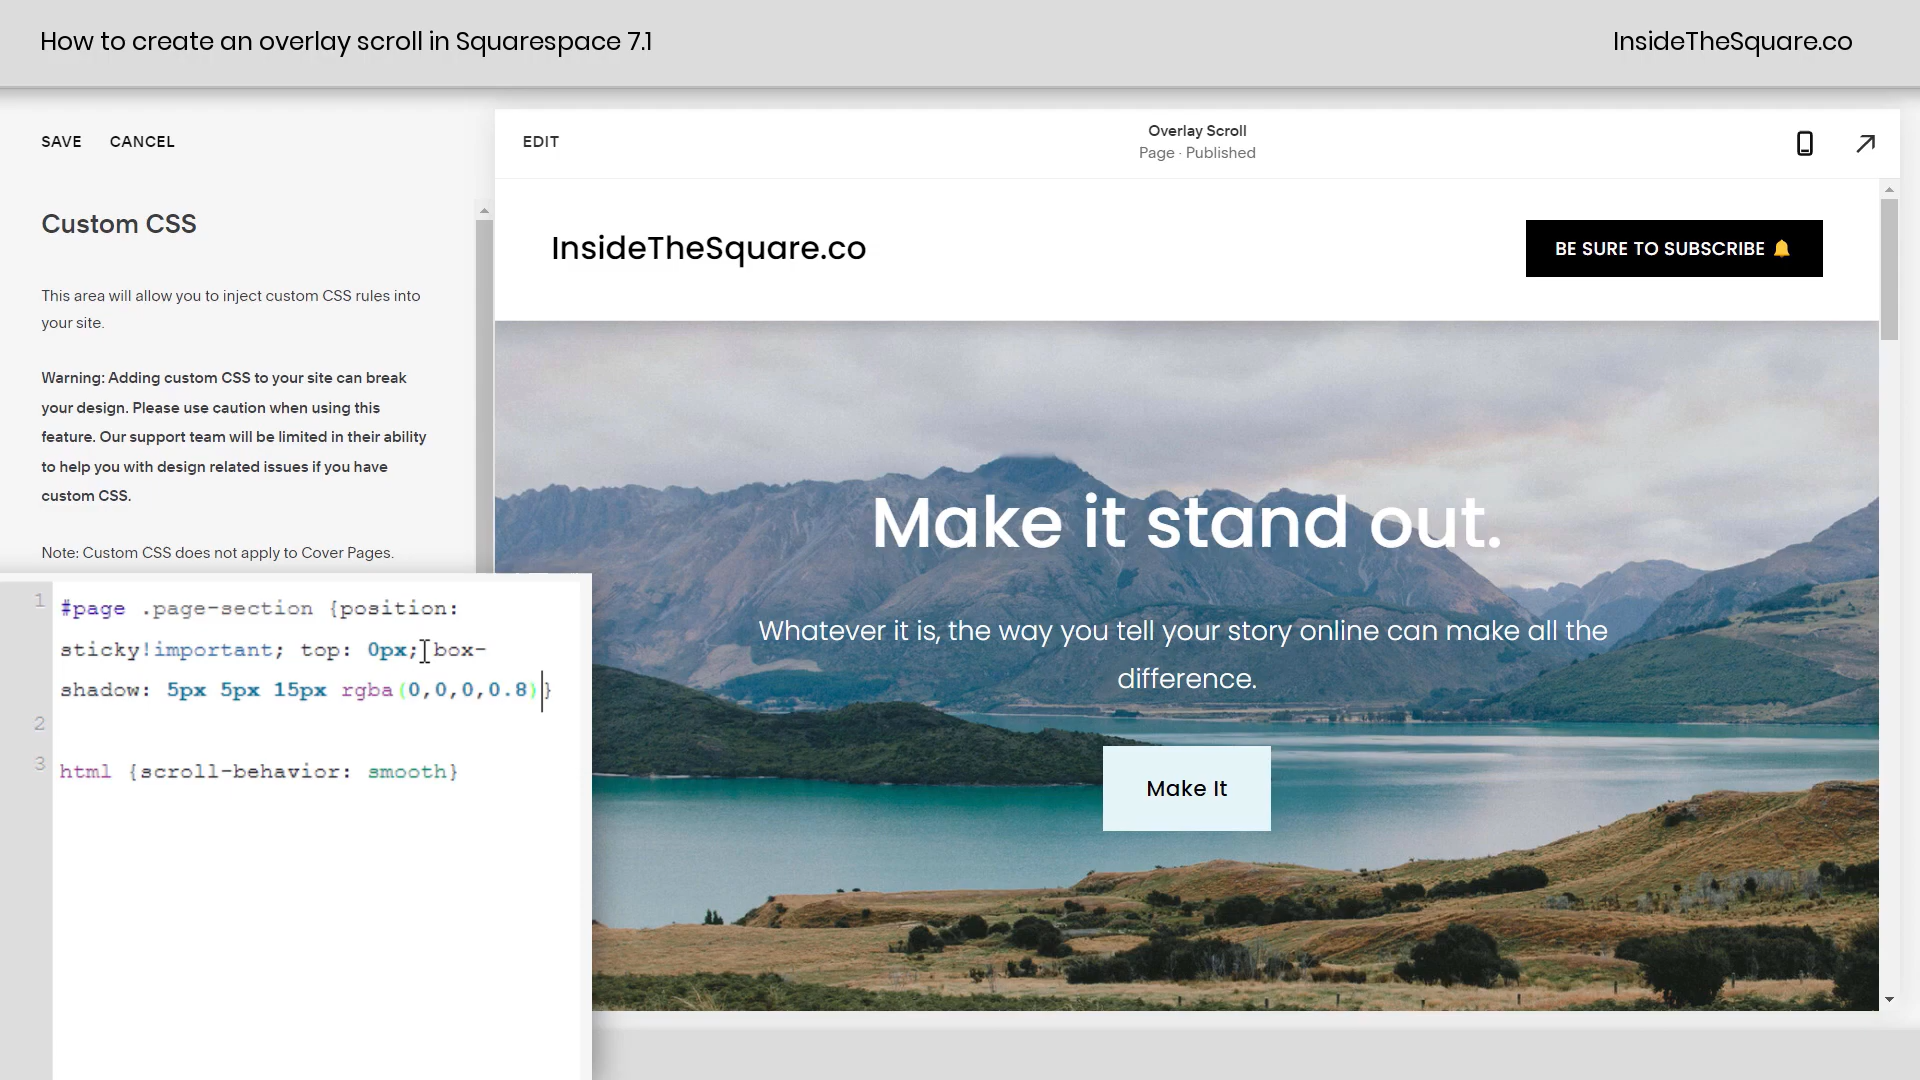 How to create an overlay scroll in Squarespace 7.1
InsideTheSquare.co
SAVE
CANCEL
EDIT
Overlay Scroll
Page · Published
Custom CSS
InsideTheSquare.co
BE SURE TO SUBSCRIBE 🔔
This area will allow you to inject custom CSS rules into
your site.
Warning: Adding custom CSS to your site can break
your design. Please use caution when using this
feature. Our support team will be limited in their ability
to help you with design related issues if you have
custom CSS.
Note: Custom CSS does not apply to Cover Pages.
Make it stand out.
Whatever it is, the way you tell your story online can make all the
difference.
Make It
1
#page .page-section {position:
sticky!important; top: 0px; box-
shadow: 5px 5px 15px rgba(0,0,0,0.8)}
2
3
html {scroll-behavior: smooth}